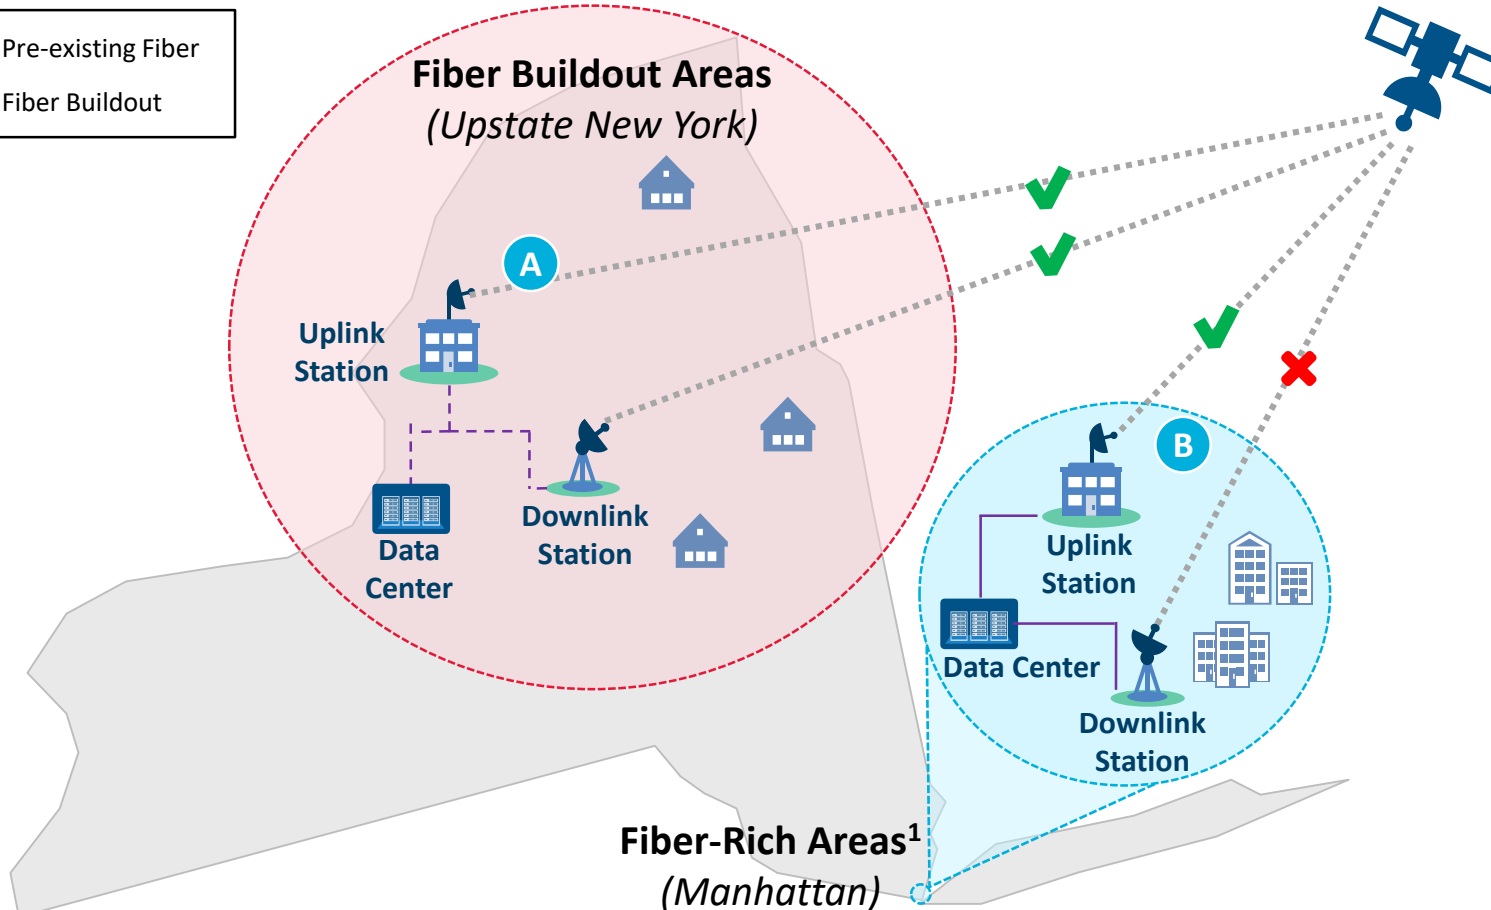 Pre-existing Fiber
Fiber Buildout
Fiber Buildout Areas
(Upstate New York)
A
Uplink
Station
Data
Center
Downlink
Station
B
Uplink
Station
Data Center
Downlink
Station
Fiber-Rich Areas¹
(Manhattan)